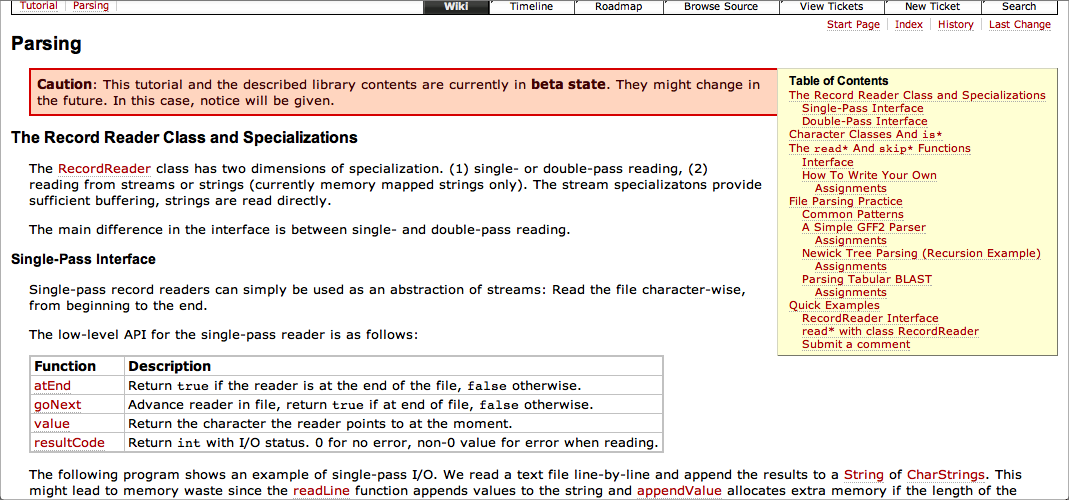 Tutorial Parsing
Wiki Timeline Roadmap Browse Source View Tickets New Ticket Search
Start Page Index History Last Change
Parsing
Caution: This tutorial and the described library contents are currently in beta state. They might change in
the future. In this case, notice will be given.
Table of Contents
The Record Reader Class and Specializations
Single-Pass Interface
Double-Pass Interface
Character Classes And is*
The read* And skip* Functions
Interface
How To Write Your Own
Assignments
File Parsing Practice
Common Patterns
A Simple GFF2 Parser
Assignments
Newick Tree Parsing (Recursion Example)
Assignments
Parsing Tabular BLAST
Assignments
Quick Examples
RecordReader Interface
read* with class RecordReader
Submit a comment
The Record Reader Class and Specializations
The RecordReader class has two dimensions of specialization. (1) single- or double-pass reading, (2)
reading from streams or strings (currently memory mapped strings only). The stream specializatons provide
sufficient buffering, strings are read directly.
The main difference in the interface is between single- and double-pass reading.
Single-Pass Interface
Single-pass record readers can simply be used as an abstraction of streams: Read the file character-wise,
from beginning to the end.
The low-level API for the single-pass reader is as follows:
Function Description
atEnd Return true if the reader is at the end of the file, false otherwise.
goNext Advance reader in file, return true if at end of file, false otherwise.
value Return the character the reader points to at the moment.
resultCode Return int with I/O status. 0 for no error, non-0 value for error when reading.
The following program shows an example of single-pass I/O. We read a text file line-by-line and append the results to a String of CharStrings. This
might lead to memory waste since the readLine function appends values to the string and appendValue allocates extra memory if the length of the